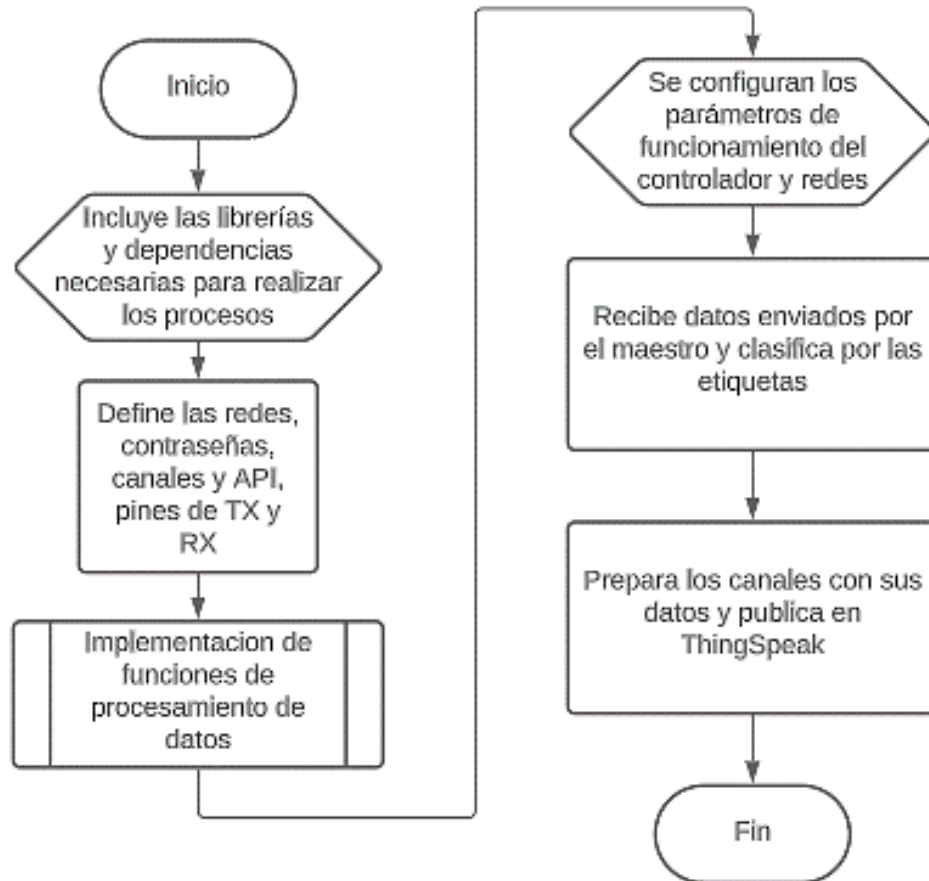 Inicio
Incluye las librerías
y dependencias
necesarias para realizar
los procesos
Define las redes,
contraseñas,
canales y API,
pines de TX y
RX
Implementacion de
funciones de
procesamiento de
datos
Se configuran los
parámetros de
funcionamiento del
controlador y redes
Recibe datos enviados por
el maestro y clasifica por las
etiquetas
Prepara los canales con sus
datos y publica en
ThingSpeak
Fin